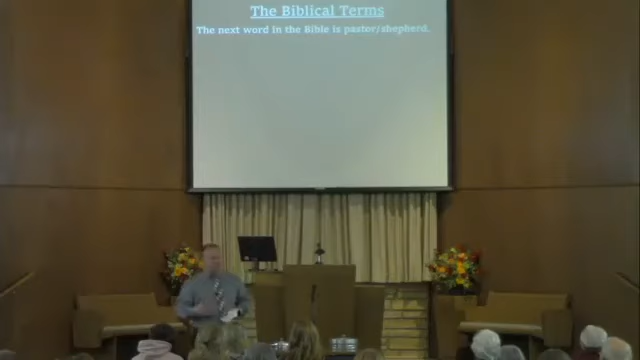 The Biblical Terms
The next word in the Bible is pastor/shepherd.